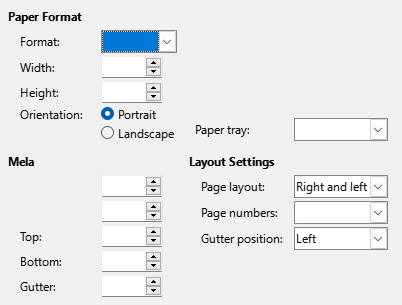 Paper Format
Format:
Width:
Height:
Orientation:
Portrait
Landscape
Paper tray:
Mela
Top:
Bottom:
Gutter:
Layout Settings
Page layout:
Right and left
Page numbers:
Gutter position:
Left